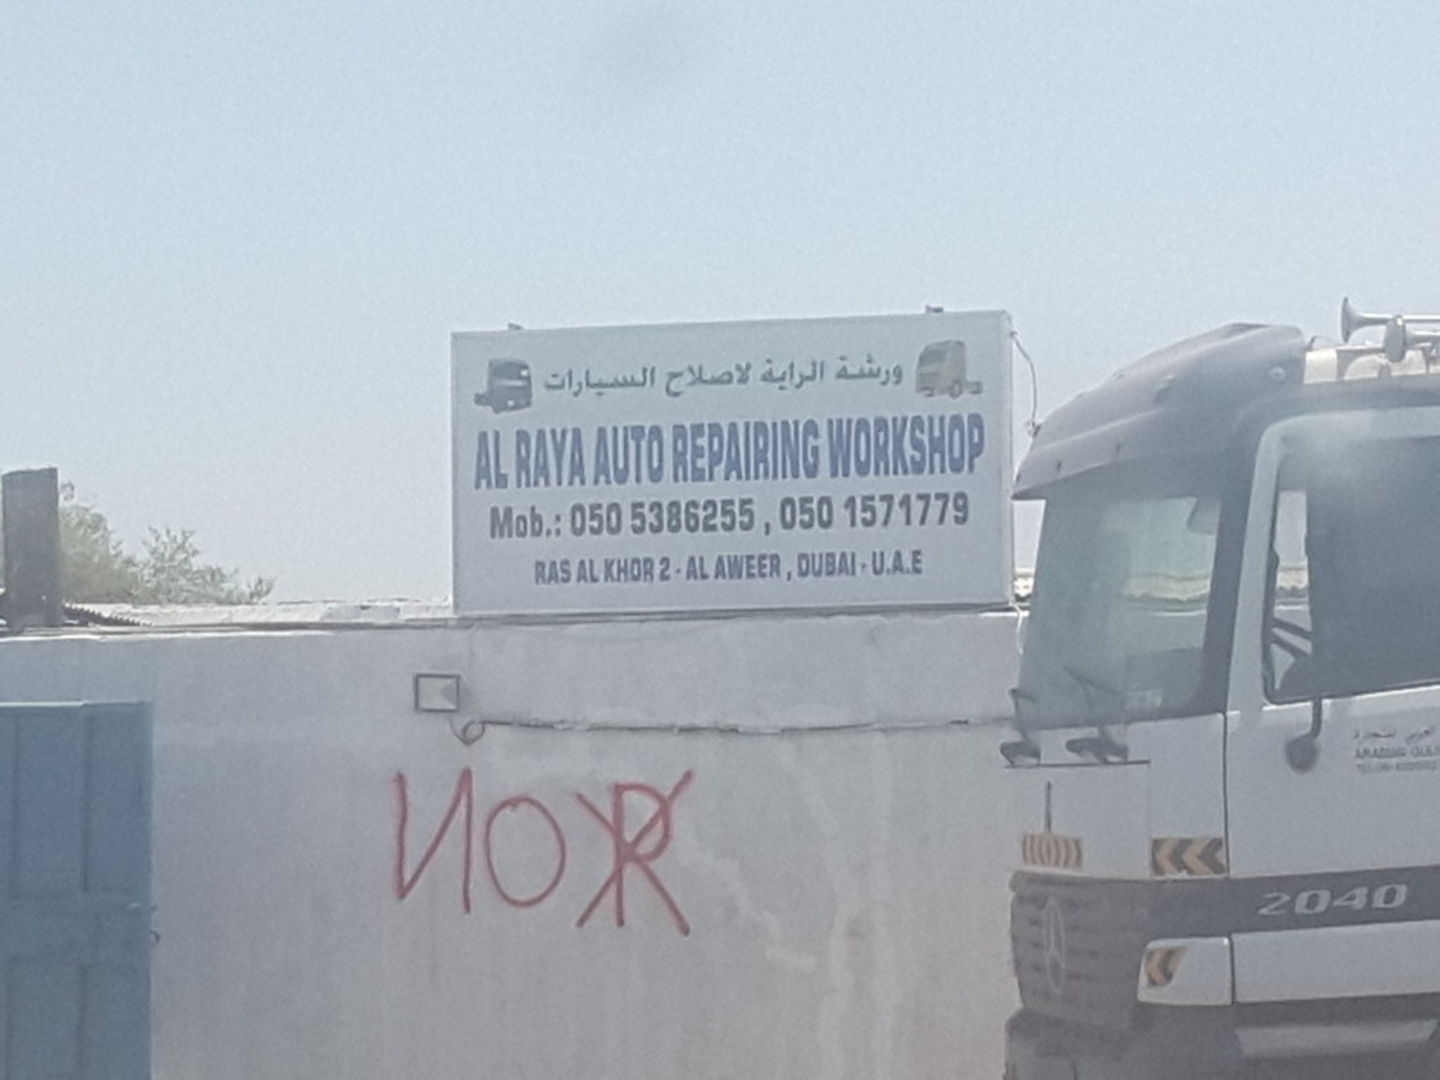 ورشة الراية لاصلاح السيارات
AL RAYA AUTO REPAIRING WORKSHOP
Mob.: 050 5386255 , 050 1571779
RAS AL KHOR 2 - AL AWEER , DUBAI - U.A.E
2040